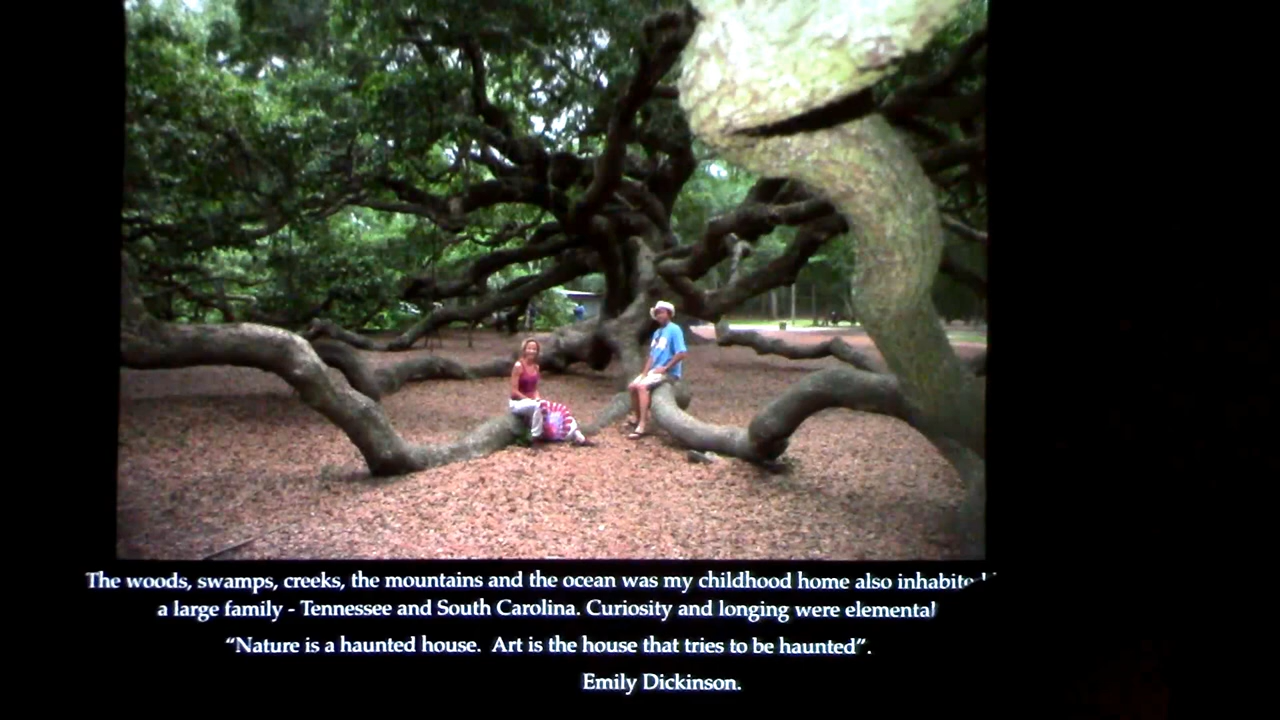 The woods, swamps, creeks, the mountains and the ocean was my childhood home also
a large family - Tennessee and South Carolina. Curiosity and longing were elemental
“Nature is a haunted house. Art is the house that tries to be haunted”.
Emily Dickinson.